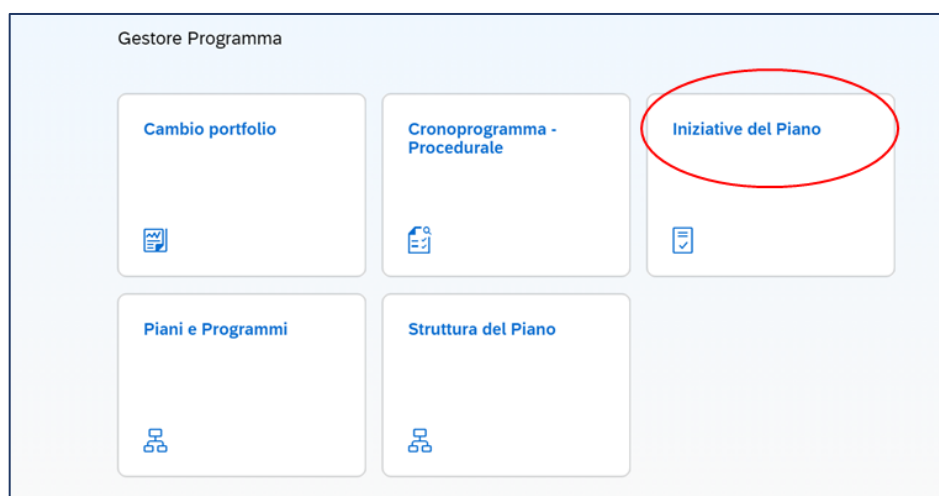 Gestore Programma
Cambio portfolio
Cronoprogramma -
Procedurale
Iniziative del Piano
Piani e Programmi
Struttura del Piano